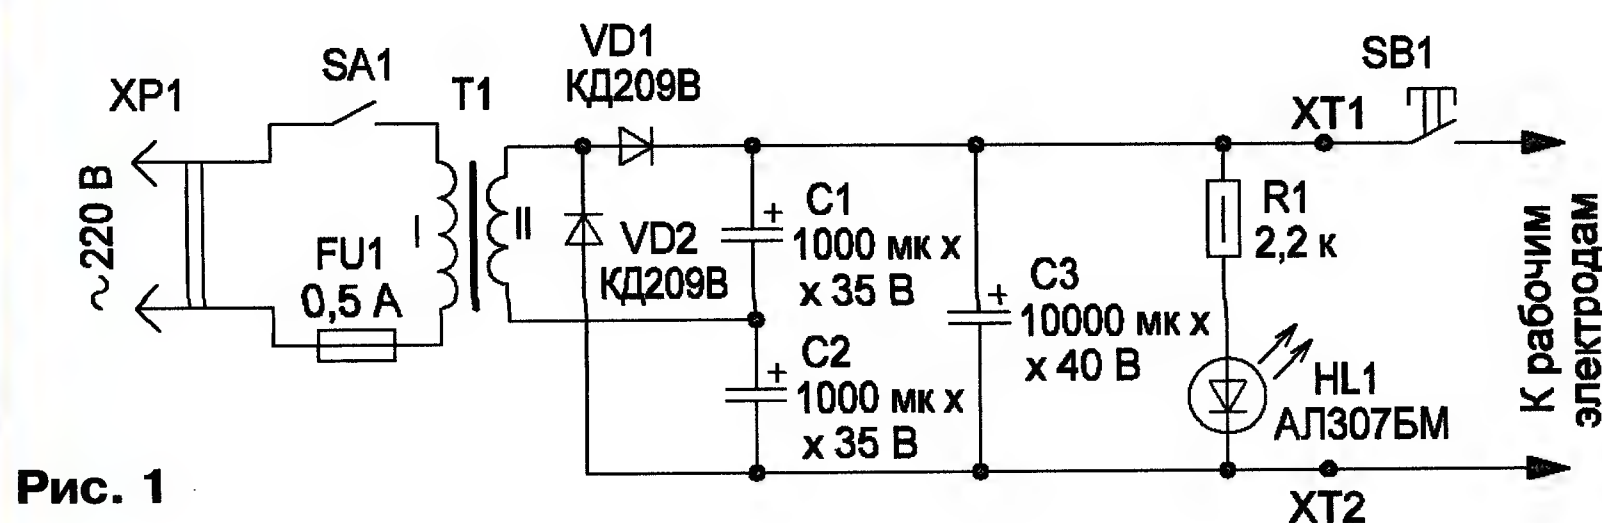 XP1
~220 В
SA1
FU1
0,5 А
T1
I
II
VD1
КД209В
VD2
КД209В
+
C1
1000 мк х
х 35 В
+
C2
1000 мк х
х 35 В
+
C3
10000 мк х
х 40 В
R1
2,2 к
HL1
АЛ307БМ
XT1
SB1
XT2
К рабочим
электродам
Рис. 1